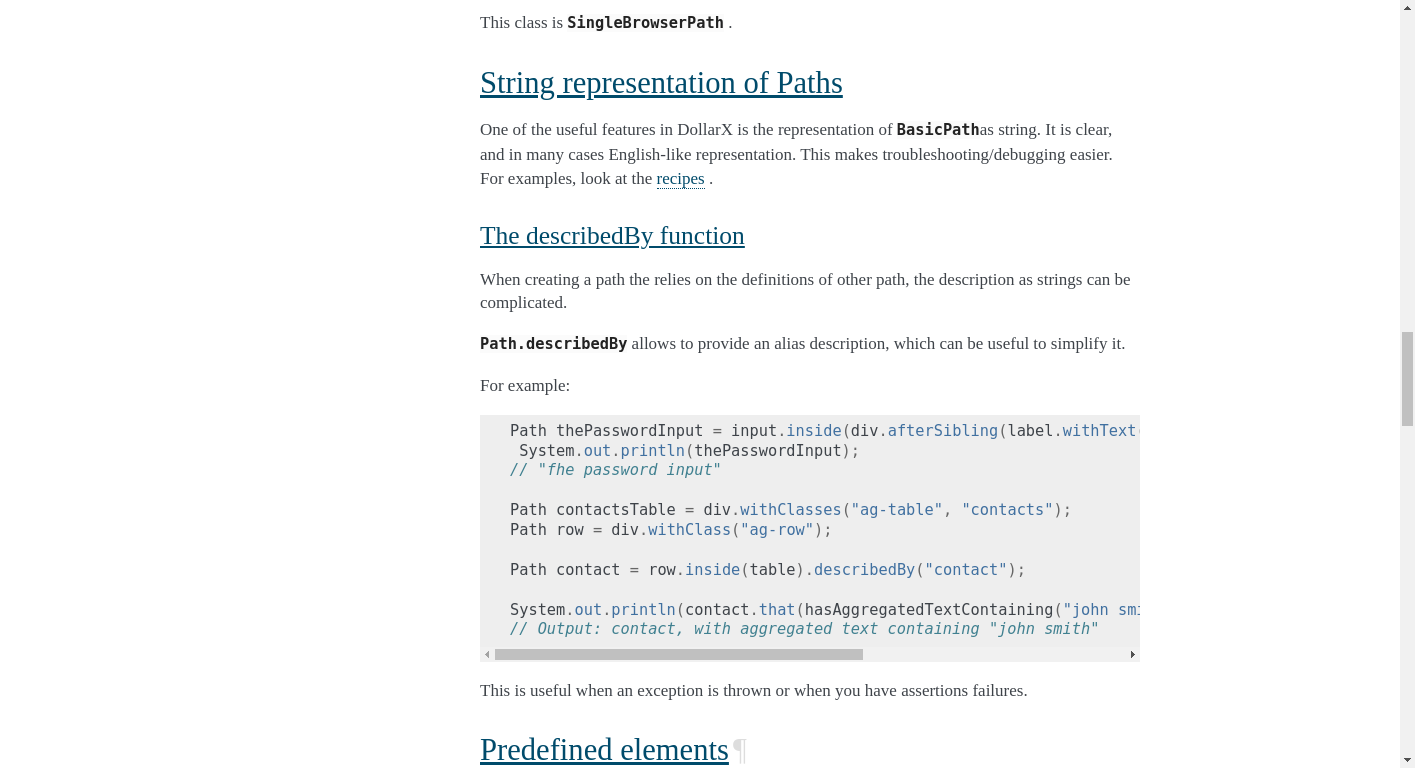 This class is SingleBrowserPath .
String representation of Paths
One of the useful features in DollarX is the representation of BasicPathas string. It is clear,
and in many cases English-like representation. This makes troubleshooting/debugging easier.
For examples, look at the recipes .
The describedBy function
When creating a path the relies on the definitions of other path, the description as strings can be
complicated.
Path.describedBy allows to provide an alias description, which can be useful to simplify it.
For example:
Path thePasswordInput = input.inside(div.afterSibling(label.withText(
System.out.println(thePasswordInput);
// "fhe password input"
Path contactsTable = div.withClasses("ag-table", "contacts");
Path row = div.withClass("ag-row");
Path contact = row.inside(table).describedBy("contact");
System.out.println(contact.that(hasAggregatedTextContaining("john smi
// Output: contact, with aggregated text containing "john smith"
This is useful when an exception is thrown or when you have assertions failures.
Predefined elements¶